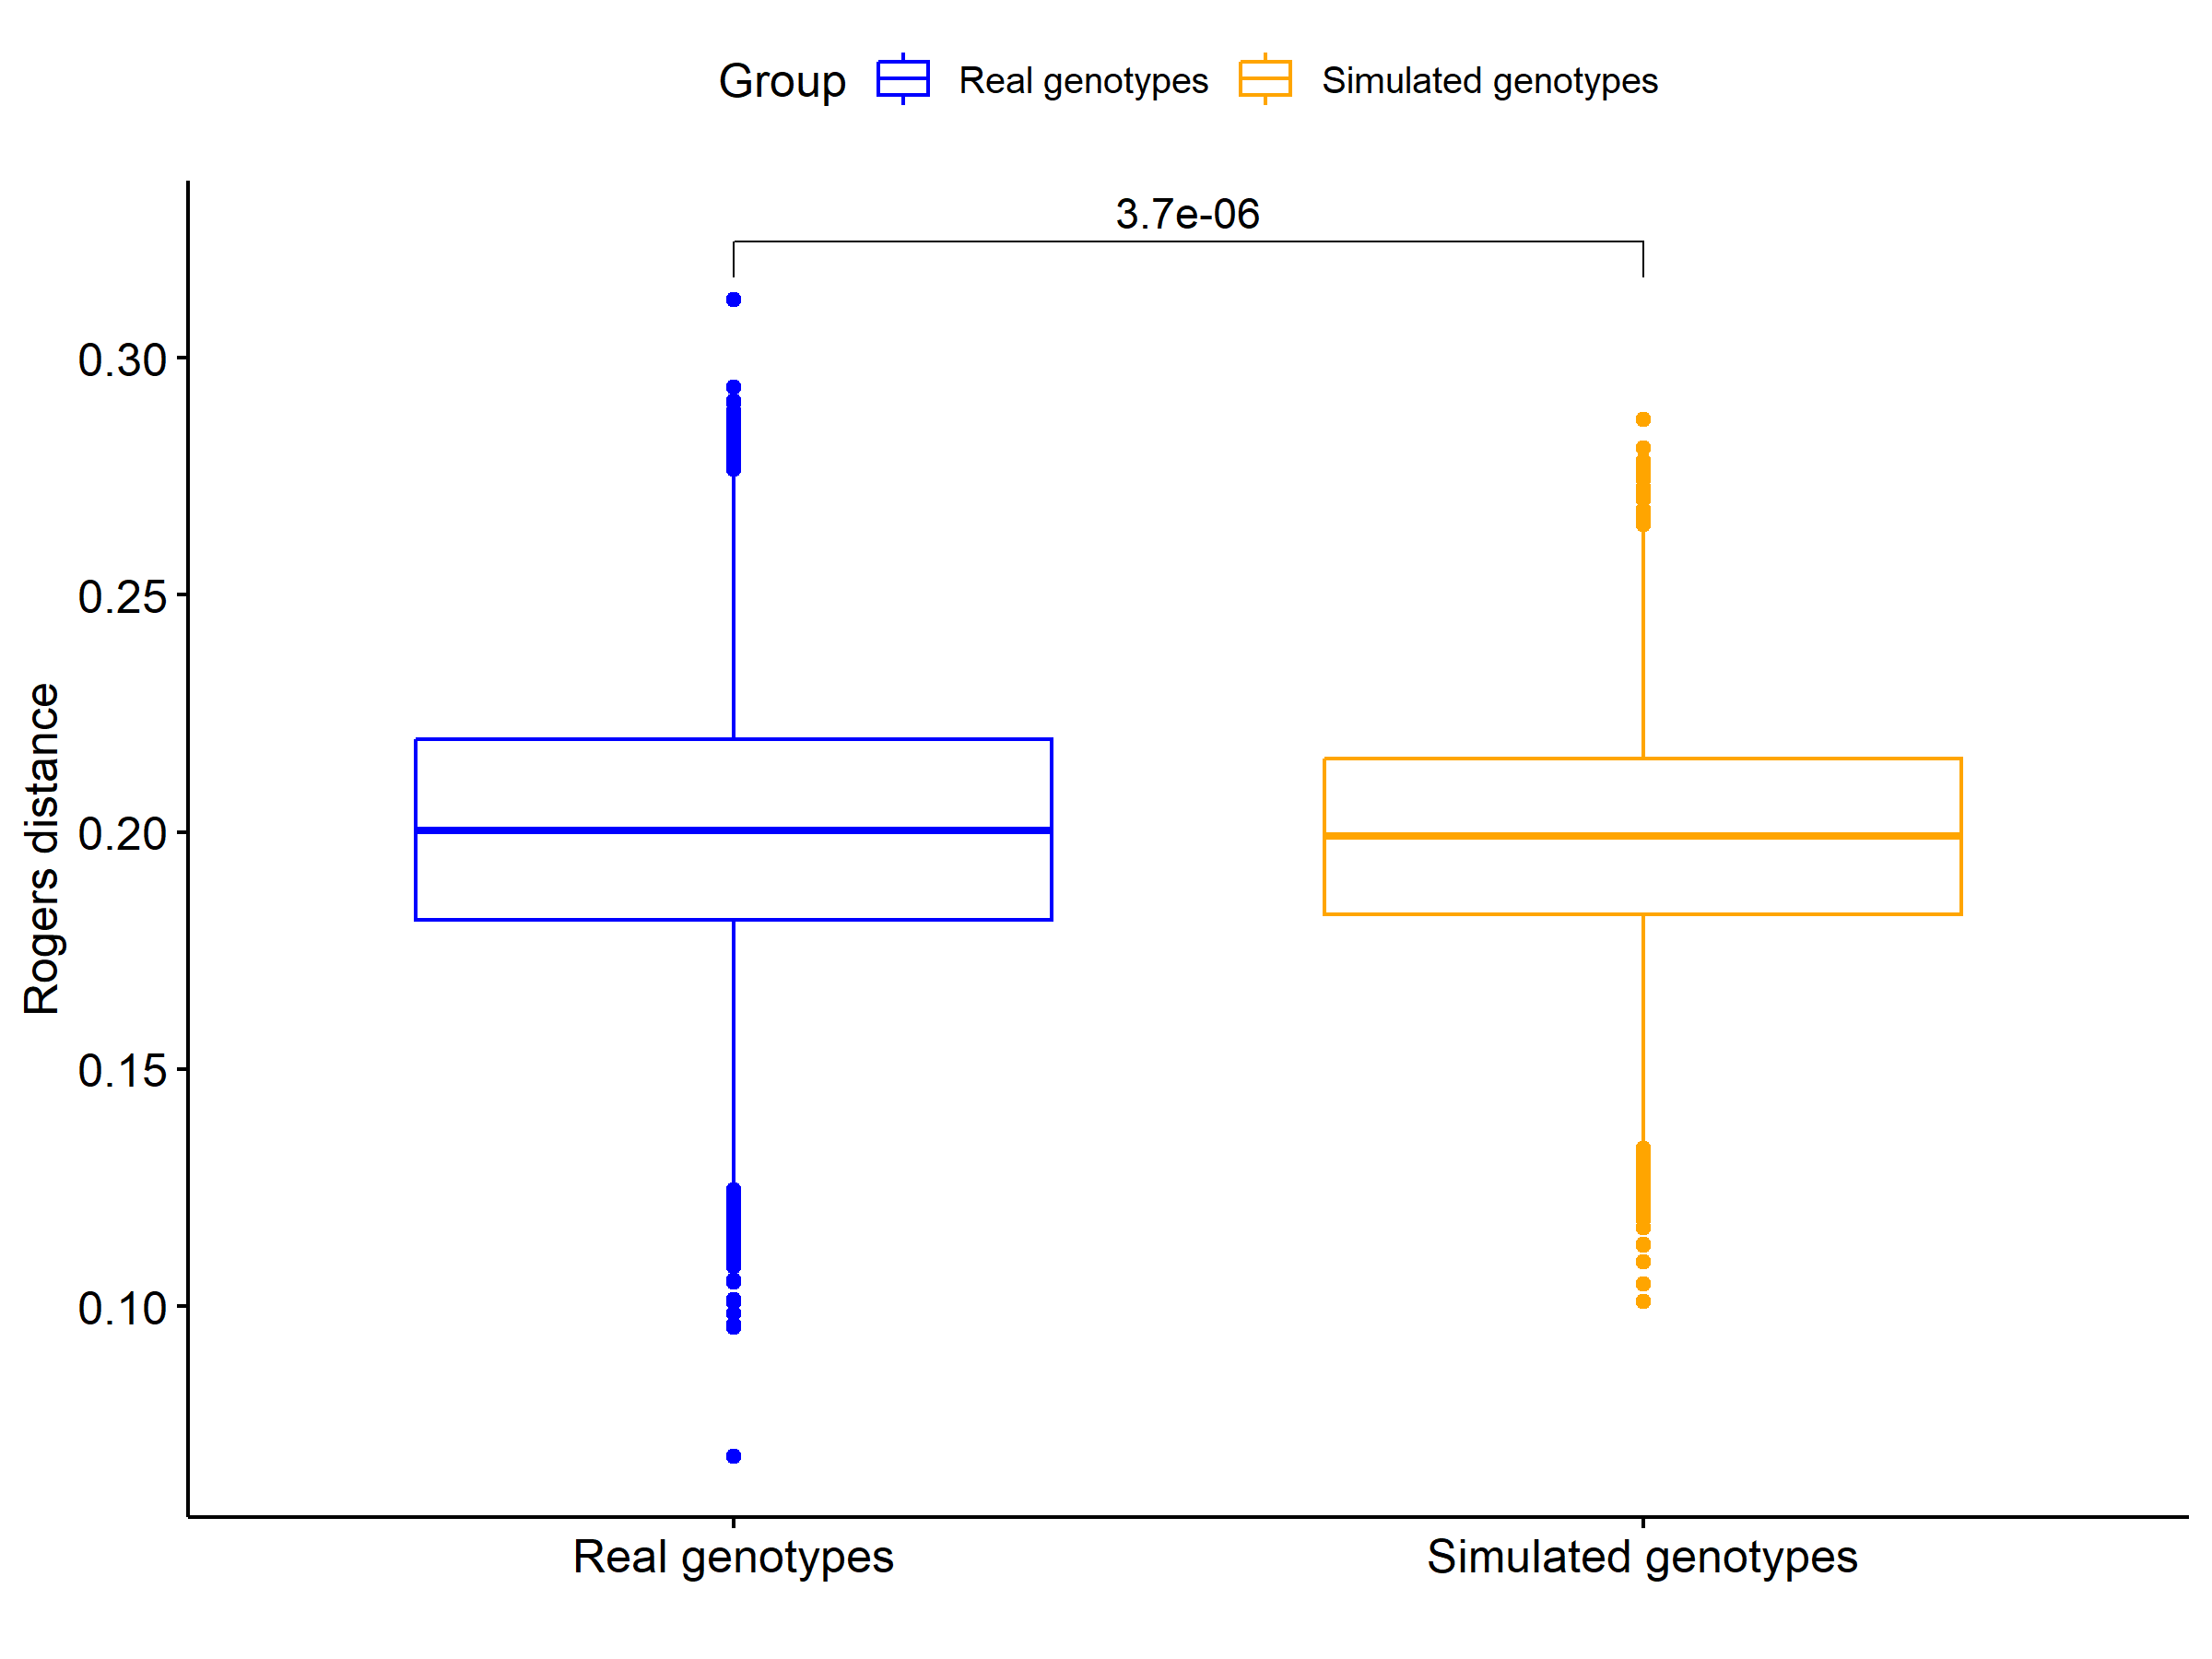 Group Real genotypes Simulated genotypes
3.7e-06
0.30
0.25
0.20
0.15
0.10
Rogers distance
Real genotypes Simulated genotypes